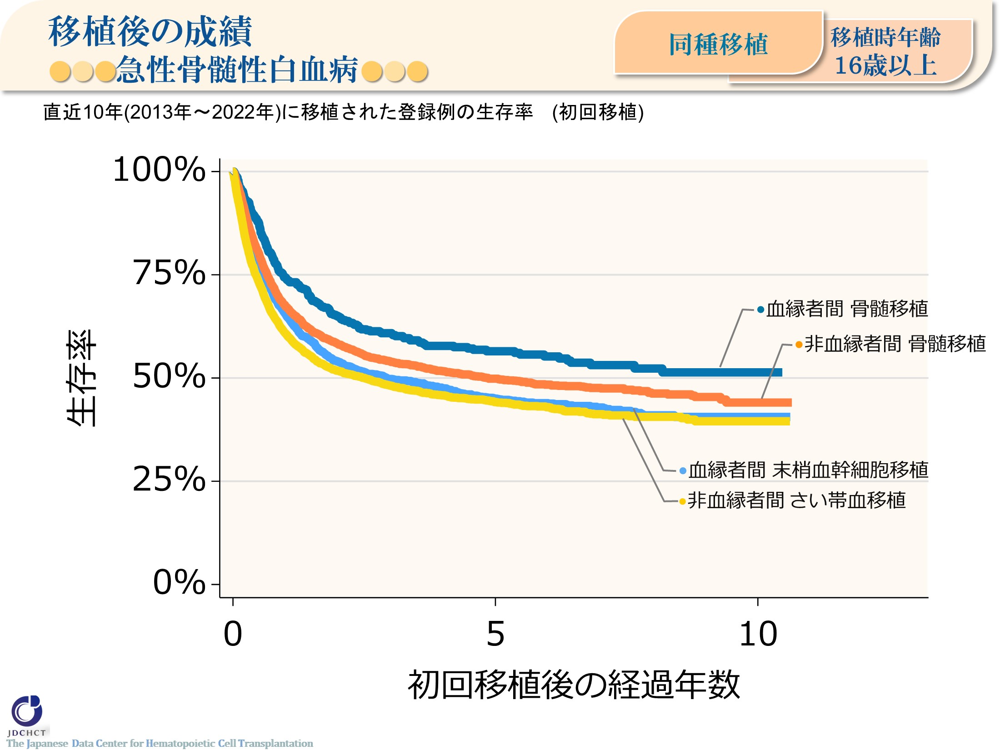 移植後の成績
急性骨髄性白血病
同種移植
移植時年齢
16歳以上
直近10年(2013年～2022年)に移植された登録例の生存率　(初回移植)
100%
75%
50%
25%
0%
生存率
血縁者間 骨髄移植
非血縁者間 骨髄移植
血縁者間 末梢血幹細胞移植
非血縁者間 さい帯血移植
0 5 10
初回移植後の経過年数
JDCHCT
The Japanese Data Center for Hematopoietic Cell Transplantation